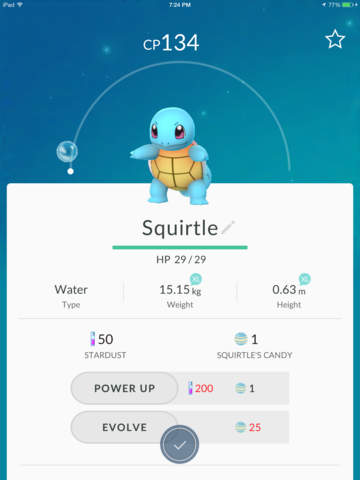 iPad 7:24 PM 77%
CP134
Squirtle
HP 29 / 29
XL XL
Water 15.15 kg 0.63 m
Type Weight Height
50 1
STARDUST SQUIRTLE'S CANDY
POWER UP 200 1
EVOLVE 25